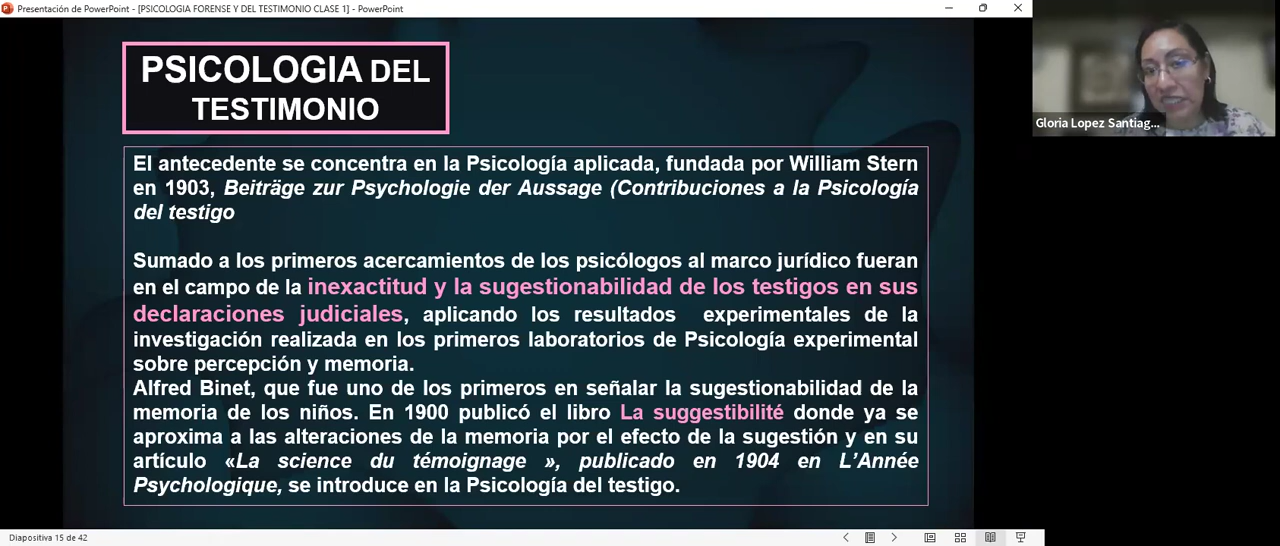 Presentación de PowerPoint - [PSICOLOGIA FORENSE Y DEL TESTIMONIO CLASE 1] - PowerPoint
PSICOLOGIA DEL
TESTIMONIO
Gloria Lopez Santiag...
El antecedente se concentra en la Psicología aplicada, fundada por William Stern
en 1903, Beiträge zur Psychologie der Aussage (Contribuciones a la Psicología
del testigo
Sumado a los primeros acercamientos de los psicólogos al marco jurídico fueran
en el campo de la inexactitud y la sugestionabilidad de los testigos en sus
declaraciones judiciales, aplicando los resultados experimentales de la
investigación realizada en los primeros laboratorios de Psicología experimental
sobre percepción y memoria.
Alfred Binet, que fue uno de los primeros en señalar la sugestionabilidad de la
memoria de los niños. En 1900 publicó el libro La suggestibilité donde ya se
aproxima a las alteraciones de la memoria por el efecto de la sugestión y en su
artículo «La science du témoignage », publicado en 1904 en L’Année
Psychologique, se introduce en la Psicología del testigo.
Diapositiva 15 de 42